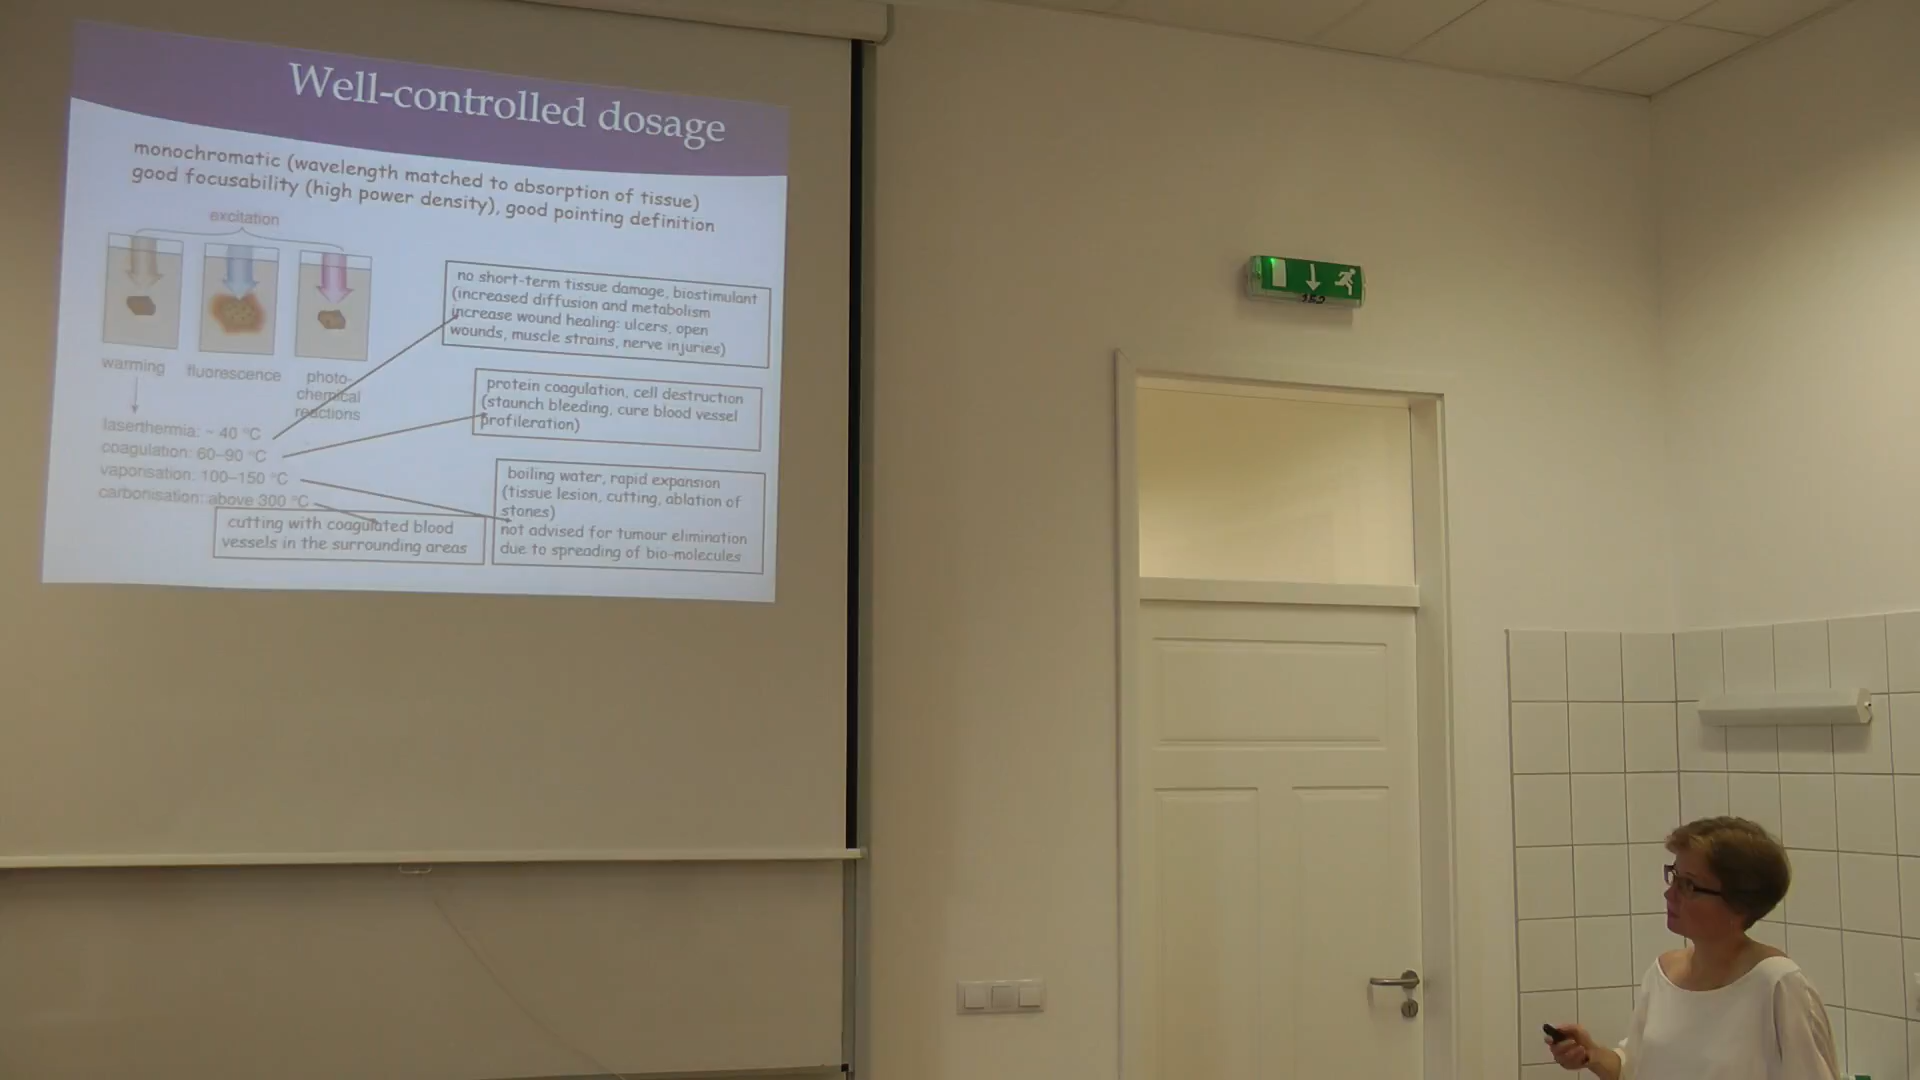 Well-controlled dosage
monochromatic (wavelength matched to absorption of tissue)
good focusability (high power density), good pointing definition
excitation
warming
fluorescence
photo-
chemical
reactions
laserthermia: ~ 40 °C
coagulation: 60–90 °C
vaporisation: 100–150 °C
carbonisation: above 300 °C
no short-term tissue damage, biostimulant
(increased diffusion and metabolism
increase wound healing: ulcers, open
wounds, muscle strains, nerve injuries)
protein coagulation, cell destruction
(staunch bleeding, cure blood vessel
profileration)
boiling water, rapid expansion
(tissue lesion, cutting, ablation of
stones)
not advised for tumour elimination
due to spreading of bio-molecules
cutting with coagulated blood
vessels in the surrounding areas